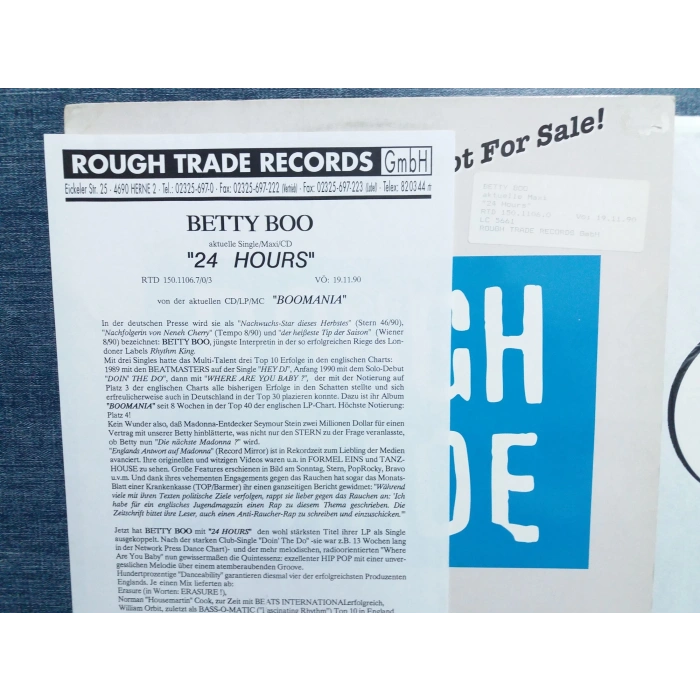 ot For Sale!
BETTY BOO
aktuelle Maxi
"24 Hours"
RTD 150.1106.0 VÖ: 19.11.90
LC 5661
ROUGH TRADE RECORDS GmbH
GH
DE
ROUGH TRADE RECORDS GmbH
Eickeler Str. 25 · 4690 HERNE 2 · Tel.: 02325-697-0 · Fax: 02325-697-222 (Vertrieb) · Fax: 02325-697-223 (Label) · Telex: 820344 m
BETTY BOO
aktuelle Single/Maxi/CD
"24 HOURS"
RTD 150.1106.7/0/3 VÖ: 19.11.90
von der aktuellen CD/LP/MC "BOOMANIA"
In der deutschen Presse wird sie als "Nachwuchs-Star dieses Herbstes" (Stern 46/90),
"Nachfolgerin von Neneh Cherry" (Tempo 8/90) und "der heißeste Tip der Saison" (Wiener
8/90) bezeichnet: BETTY BOO, jüngste Interpretin in der so erfolgreichen Riege des Lon-
doner Labels Rhythm King.
Mit drei Singles hatte das Multi-Talent drei Top 10 Erfolge in den englischen Charts:
1989 mit den BEATMASTERS auf der Single "HEY DJ", Anfang 1990 mit dem Solo-Debut
"DOIN' THE DO", dann mit "WHERE ARE YOU BABY ?", der mit der Notierung auf
Platz 3 der englischen Charts alle bisherigen Erfolge in den Schatten stellte und sich
erfreulicherweise auch in Deutschland in der Top 30 plazieren konnte. Dazu ist ihr Album
"BOOMANIA" seit 8 Wochen in der Top 40 der englischen LP-Chart. Höchste Notierung:
Platz 4!
Kein Wunder also, daß Madonna-Entdecker Seymour Stein zwei Millionen Dollar für einen
Vertrag mit unserer Betty hinblätterte, was nicht nur den STERN zu der Frage veranlasste,
ob Betty nun "Die nächste Madonna ?" wird.
"Englands Antwort auf Madonna" (Record Mirror) ist in Rekordzeit zum Liebling der Medien
avanciert. Ihre originellen und witzigen Videos waren u.a. in FORMEL EINS und TANZ-
HOUSE zu sehen. Große Features erschienen in Bild am Sonntag, Stern, PopRocky, Bravo
u.v.m. Und dank ihres vehementen Engagements gegen das Rauchen hat sogar das Monats-
Blatt einer Krankenkasse (TOP/Barmer) ihr einen ganzseitigen Bericht gewidmet: "Während
viele mit ihren Texten politische Ziele verfolgen, rappt sie lieber gegen das Rauchen an: 'Ich
habe für ein englisches Jugendmagazin einen Rap zu diesem Thema geschrieben. Die
Zeitschrift bittet ihre Leser, auch einen Anti-Raucher-Rap zu schreiben und einzuschicken.'"
Jetzt hat BETTY BOO mit "24 HOURS" den wohl stärksten Titel ihrer LP als Single
ausgekoppelt. Nach der starken Club-Single "Doin' The Do" -sie war z.B. 13 Wochen lang
in der Network Press Dance Chart)- und der mehr melodischen, radioorientierten "Where
Are You Baby" nun gewissermaßen die Quintessenz: exzellenter HIP POP mit einer unver-
gesslichen Melodie über einem atemberaubenden Groove.
Hundertprozentige "Danceability" garantieren diesmal vier der erfolgreichsten Produzenten
Englands. Je einen Mix lieferten ab:
Erasure (in Worten: ERASURE !),
Norman "Housemartin" Cook, zur Zeit mit BEATS INTERNATIONALerfolgreich,
William Orbit, zuletzt als BASS-O-MATIC ("Fascinating Rhythm") Top 10 in England